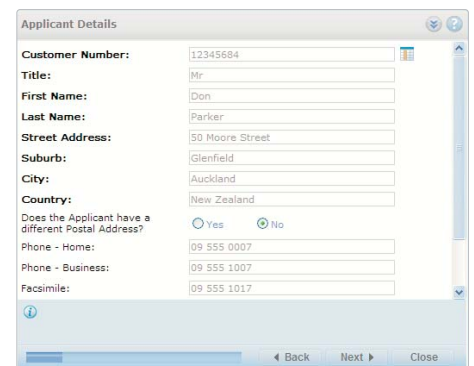 Applicant Details
Customer Number: 12345684
Title: Mr
First Name: Don
Last Name: Parker
Street Address: 50 Moore Street
Suburb: Glenfield
City: Auckland
Country: New Zealand
Does the Applicant have a
different Postal Address? Yes No
Phone - Home: 09 555 0007
Phone - Business: 09 555 1007
Facsimile: 09 555 1017
Back Next Close